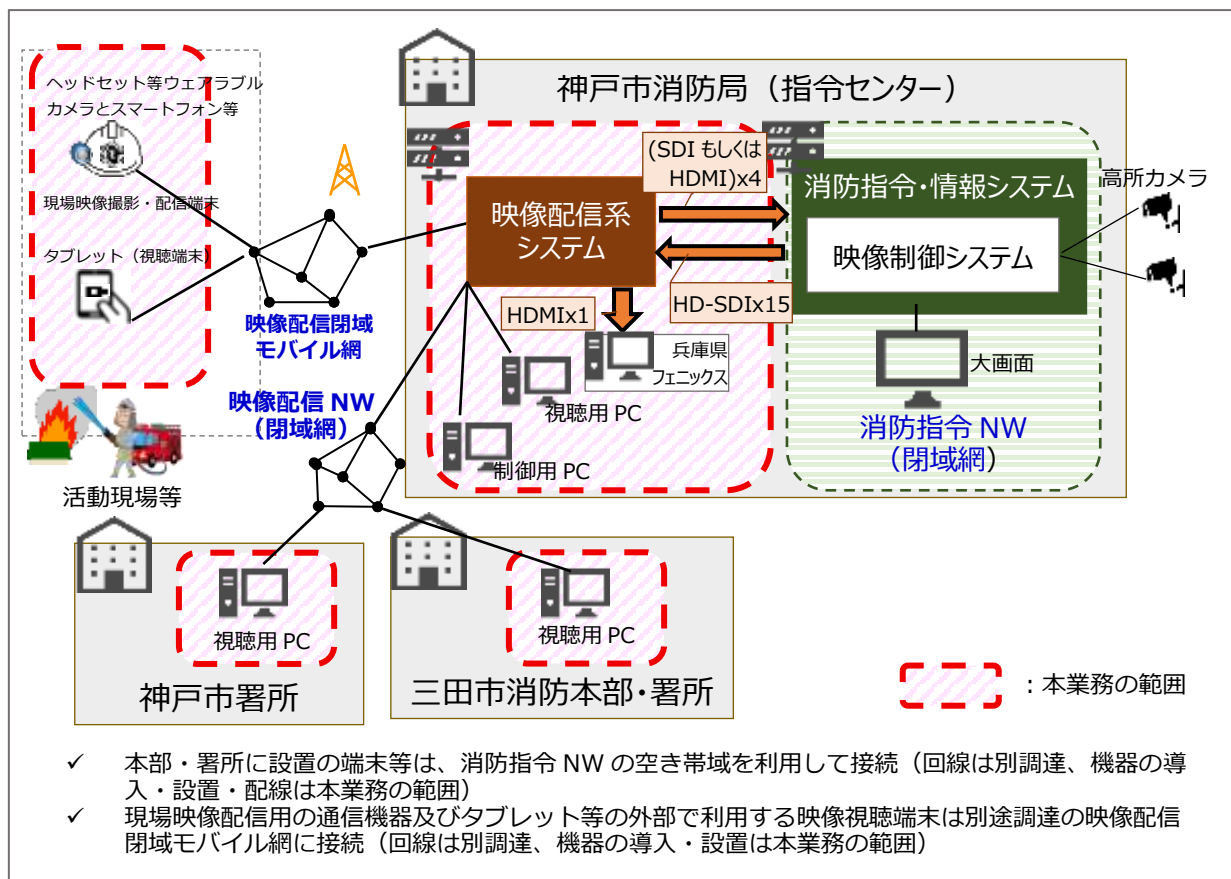 ヘッドセット等ウェアラブル
カメラとスマートフォン等
現場映像撮影・配信端末
タブレット（視聴端末）
映像配信閉域
モバイル網
映像配信 NW
（閉域網）
活動現場等
神戸市消防局（指令センター）
映像配信系
システム
(SDI もしくは
HDMI)x4
HD-SDIx15
HDMIx1
兵庫県
フェニックス
視聴用 PC
制御用 PC
消防指令・情報システム
映像制御システム
高所カメラ
大画面
消防指令 NW
（閉域網）
視聴用 PC
神戸市署所
視聴用 PC
三田市消防本部・署所
：本業務の範囲
✓ 本部・署所に設置の端末等は、消防指令 NW の空き帯域を利用して接続（回線は別調達、機器の導
入・設置・配線は本業務の範囲）
✓ 現場映像配信用の通信機器及びタブレット等の外部で利用する映像視聴端末は別途調達の映像配信
閉域モバイル網に接続（回線は別調達、機器の導入・設置は本業務の範囲）